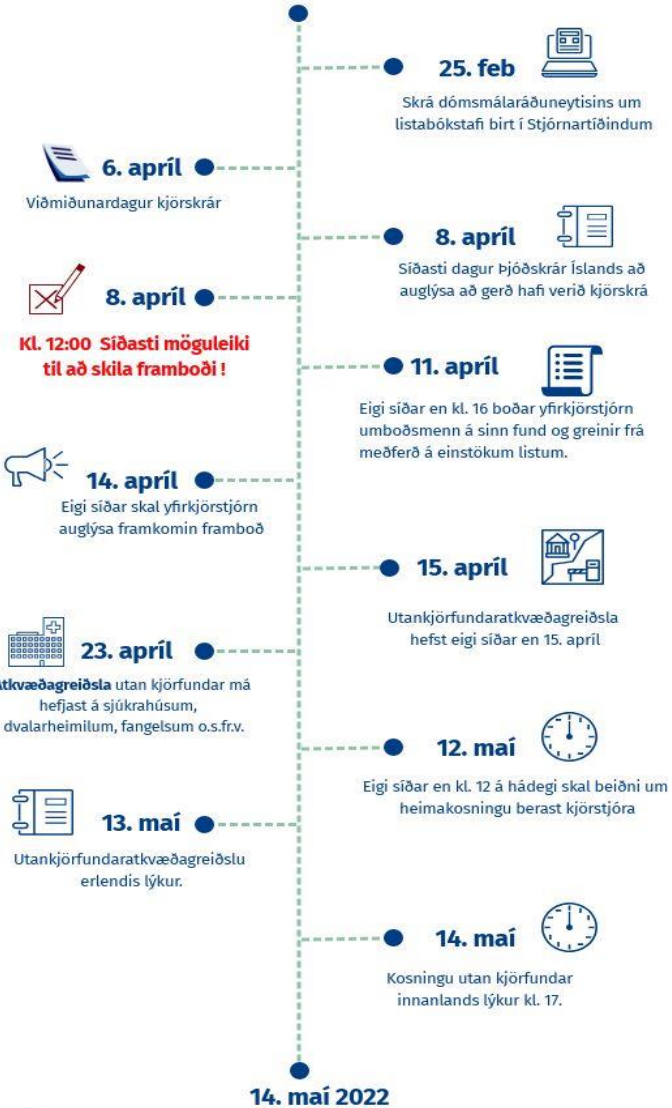 25. feb
Skrá dómsmálaráðuneytisins um
listabókstafi birt í Stjórnartíðindum
6. apríl
Viðmiðunardagur kjörskrár
8. apríl
Síðasti dagur Þjóðskrár Íslands að
auglýsa að gerð hafi verið kjörskrá
8. apríl
Kl. 12:00 Síðasti möguleiki
til að skila framboði !
11. apríl
Eigi síðar en kl. 16 boðar yfirkjörstjórn
umboðsmenn á sinn fund og greinir frá
meðferð á einstökum listum.
14. apríl
Eigi síðar skal yfirkjörstjórn
auglýsa framkomin framboð
15. apríl
Utankjörfundaratkvæðagreiðsla
hefst eigi síðar en 15. apríl
23. apríl
Atkvæðagreiðsla utan kjörfundar má
hefjast á sjúkrahúsum,
dvalarheimilum, fangelsum o.s.fr.v.
12. maí
Eigi síðar en kl. 12 á hádegi skal beiðni um
heimakosningu berast kjörstjóra
13. maí
Utankjörfundaratkvæðagreiðslu
erlendis lýkur.
14. maí
Kosningu utan kjörfundar
innanlands lýkur kl. 17.
14. maí 2022